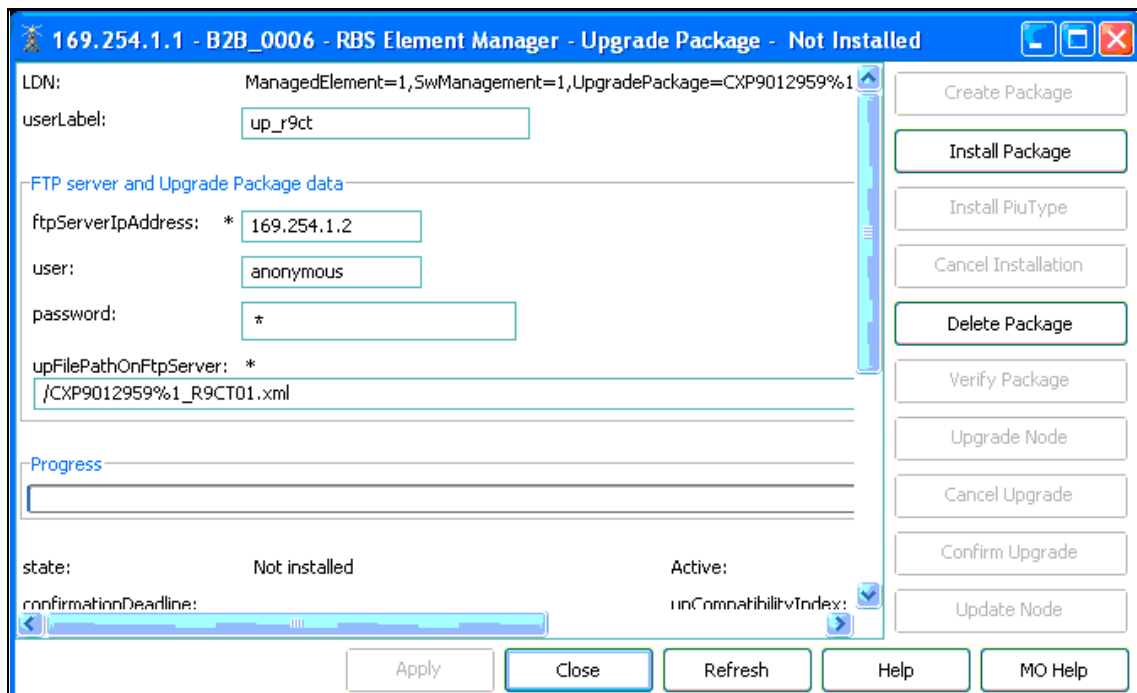 169.254.1.1 - B2B_0006 - RBS Element Manager - Upgrade Package - Not Installed
LDN: ManagedElement=1,SwManagement=1,UpgradePackage=CXP9012959%1
userLabel: up_r9ct
FTP server and Upgrade Package data
ftpServerIpAddress: * 169.254.1.2
user: anonymous
password: *
upFilePathOnFtpServer: *
/CXP9012959%1_R9CT01.xml
Progress
state: Not installed Active:
confirmationDeadline: upCompatibilityIndex:
Create Package
Install Package
Install PiuType
Cancel Installation
Delete Package
Verify Package
Upgrade Node
Cancel Upgrade
Confirm Upgrade
Update Node
Apply Close Refresh Help MO Help